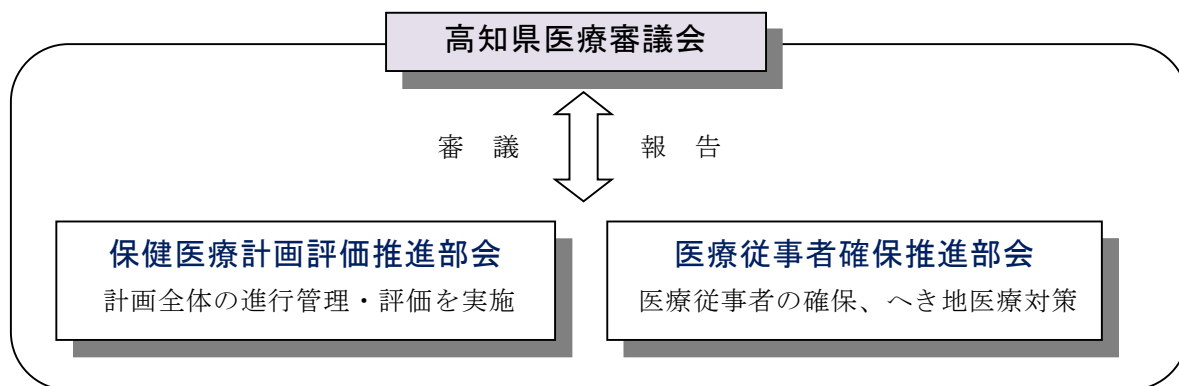 高知県医療審議会
審　議
報　告
保健医療計画評価推進部会
計画全体の進行管理・評価を実施
医療従事者確保推進部会
医療従事者の確保、へき地医療対策